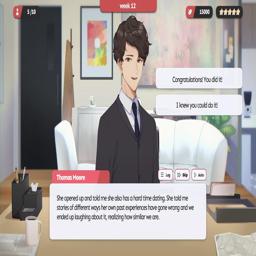 5 /10
week 12
15000
Congratulations! You did it!
I knew you could do it!
Thomas Moore
Log
Skip
Auto
She opened up and told me she also has a hard time dating. She told me
stories of different ways her own past experiences have gone wrong and we
ended up laughing about it, realizing how similar we are.